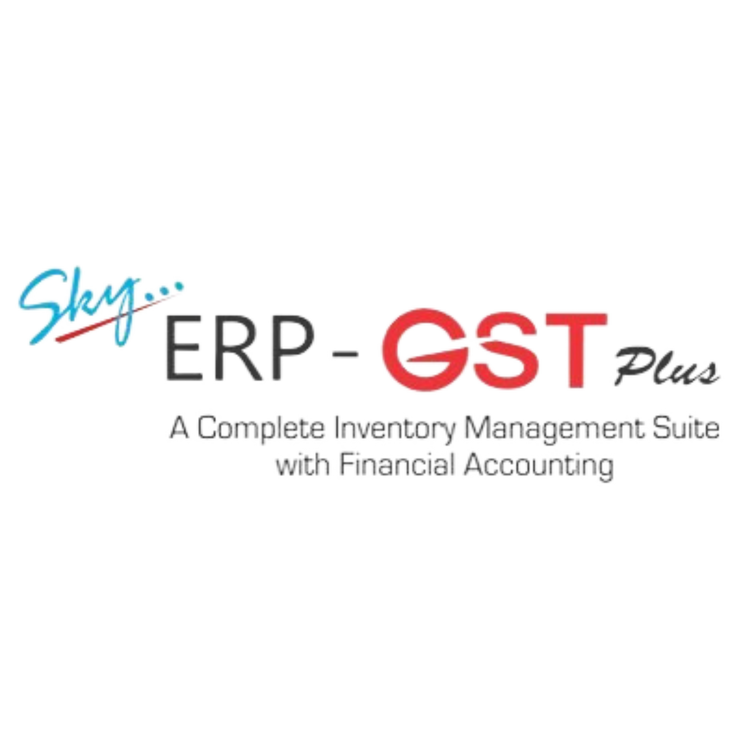 Sky...
ERP - GST Plus
A Complete Inventory Management Suite
with Financial Accounting